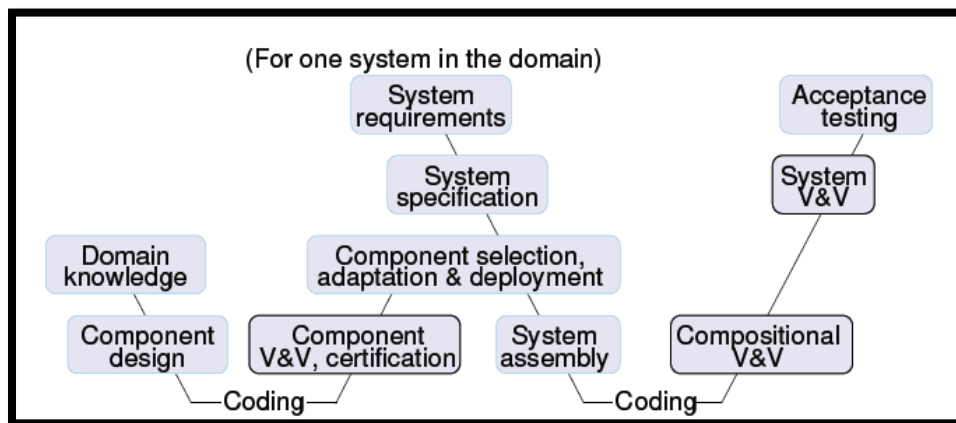 (For one system in the domain)
System
requirements
Acceptance
testing
System
specification
System
V&V
Domain
knowledge
Component selection,
adaptation & deployment
Component
design
Component
V&V, certification
System
assembly
Compositional
V&V
Coding
Coding